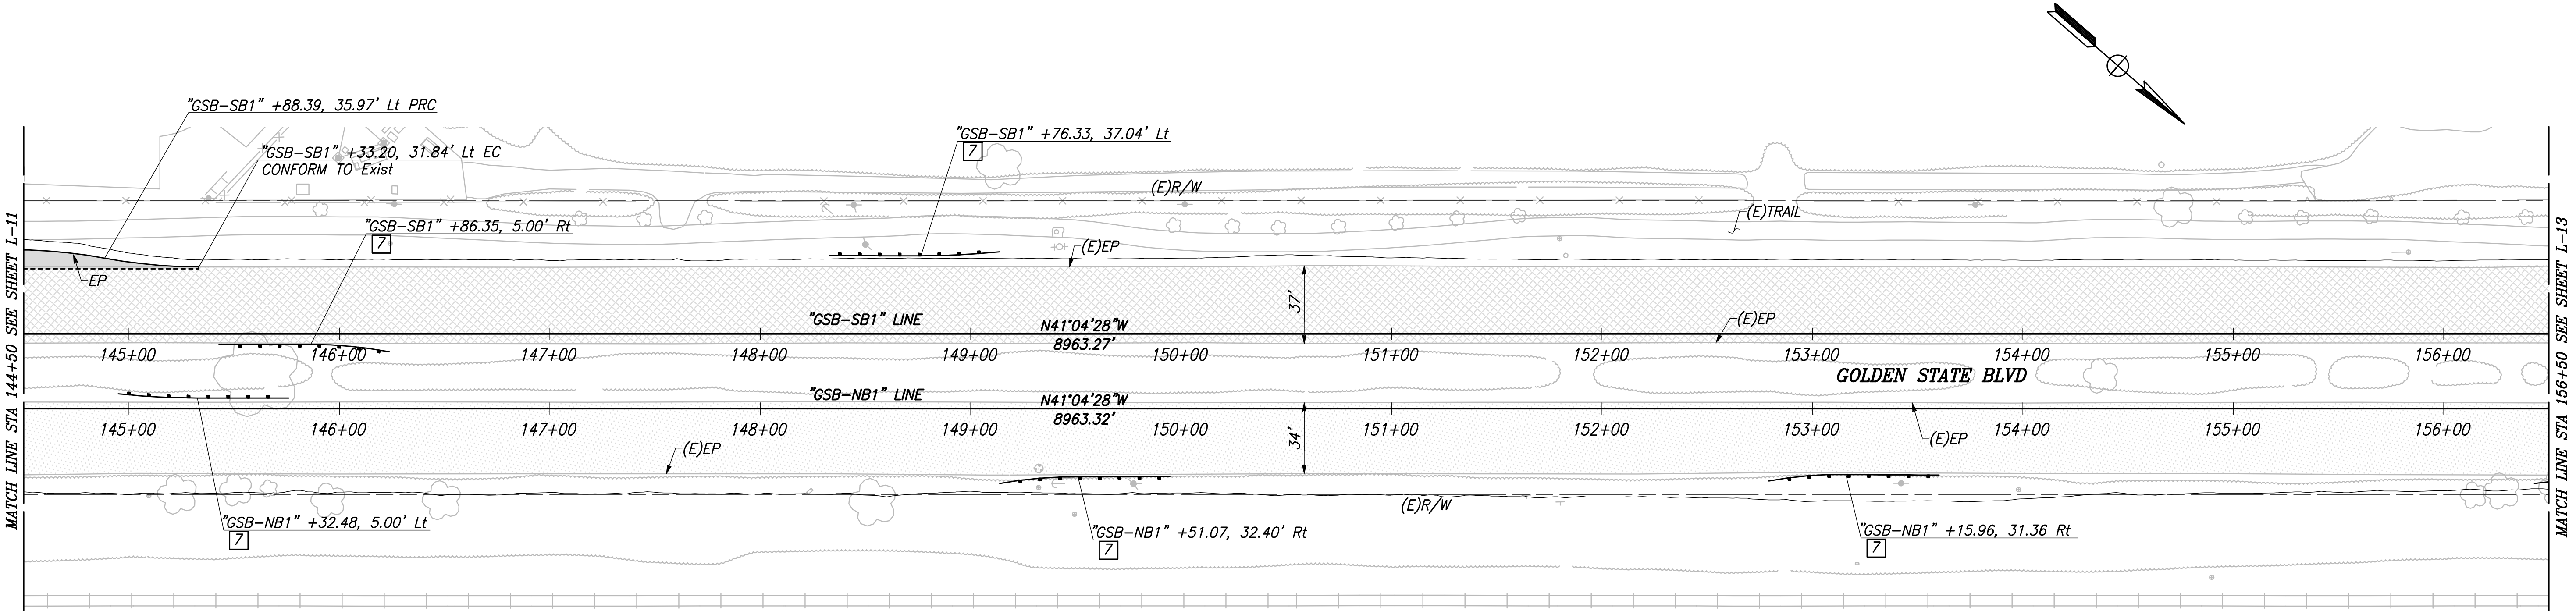 "GSB-SB1" +88.39, 35.97' Lt PRC
"GSB-SB1" +33.20, 31.84' Lt EC
CONFORM TO Exist
"GSB-SB1" +76.33, 37.04' Lt
7
(E)R/W
(E)TRAIL
"GSB-SB1" +86.35, 5.00' Rt
7
(E)EP
EP
MATCH LINE STA 144+50 SEE SHEET L-11
MATCH LINE STA 156+50 SEE SHEET L-13
37'
"GSB-SB1" LINE
N41°04'28"W
8963.27'
(E)EP
145+00
146+00
147+00
148+00
149+00
150+00
151+00
152+00
153+00
154+00
155+00
156+00
GOLDEN STATE BLVD
"GSB-NB1" LINE
N41°04'28"W
8963.32'
145+00
146+00
147+00
148+00
149+00
150+00
151+00
152+00
153+00
154+00
155+00
156+00
34'
(E)EP
(E)EP
(E)R/W
"GSB-NB1" +32.48, 5.00' Lt
7
"GSB-NB1" +51.07, 32.40' Rt
7
"GSB-NB1" +15.96, 31.36 Rt
7